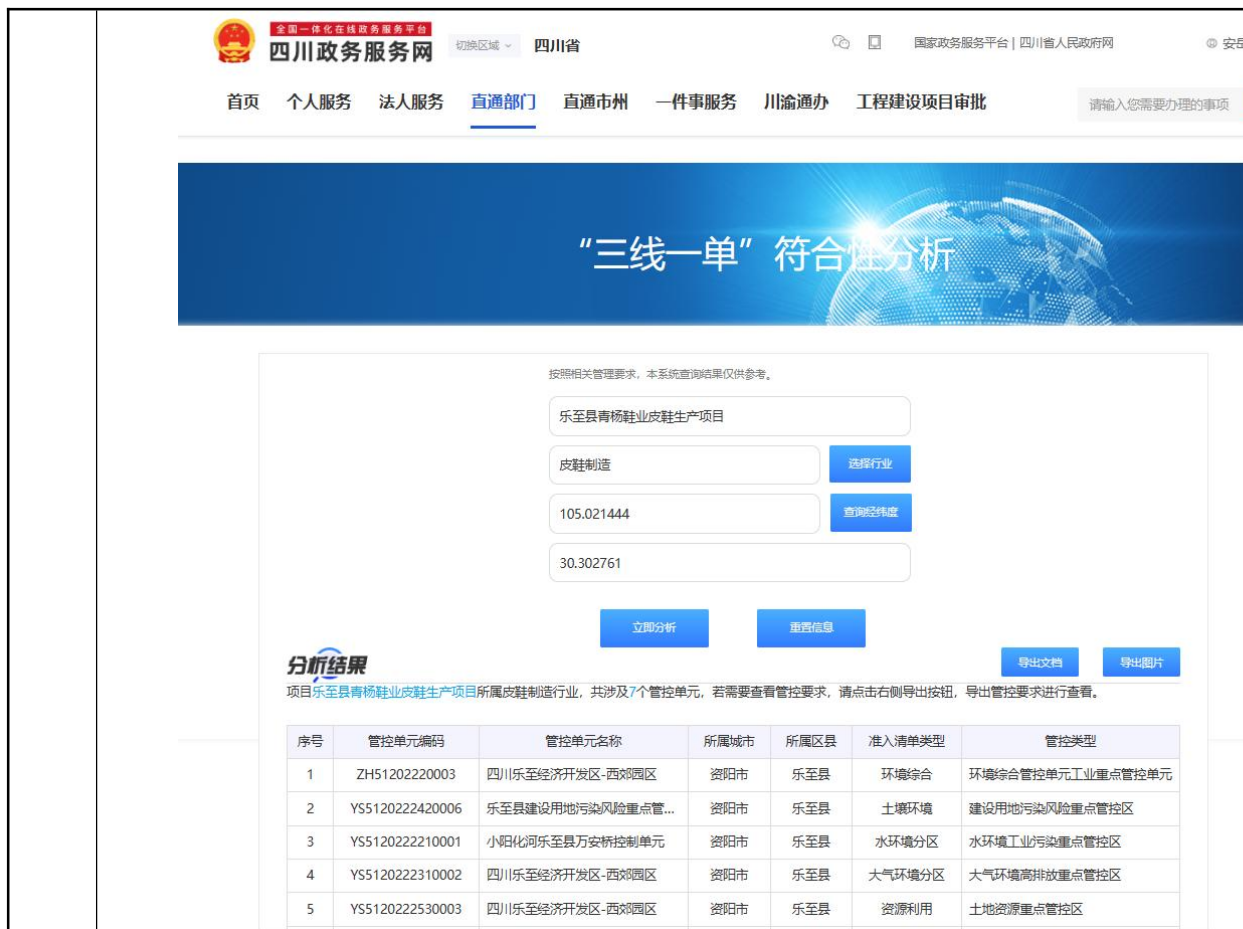 全国一体化在线政务服务平台
四川政务服务网 切换区域 四川省 国家政务服务平台 | 四川省人民政府网 安岳
首页 个人服务 法人服务 直通部门 直通市州 一件事服务 川渝通办 工程建设项目审批 请输入您需要办理的事项
“三线一单”符合性分析
按照相关管理要求，本系统查询结果仅供参考。
乐至县青杨鞋业皮鞋生产项目
皮鞋制造 选择行业
105.021444 查询经纬度
30.302761
立即分析 重置信息
分析结果 导出文档 导出图片
项目乐至县青杨鞋业皮鞋生产项目所属皮鞋制造行业，共涉及7个管控单元，若需要查看管控要求，请点击右侧导出按钮，导出管控要求进行查看。
序号 管控单元编码 管控单元名称 所属城市 所属区县 准入清单类型 管控类型
1 ZH51202220003 四川乐至经济开发区-西郊园区 资阳市 乐至县 环境综合 环境综合管控单元工业重点管控单元
2 YS5120222420006 乐至县建设用地污染风险重点管... 资阳市 乐至县 土壤环境 建设用地污染风险重点管控区
3 YS5120222210001 小阳化河乐至县万安桥控制单元 资阳市 乐至县 水环境分区 水环境工业污染重点管控区
4 YS5120222310002 四川乐至经济开发区-西郊园区 资阳市 乐至县 大气环境分区 大气环境高排放重点管控区
5 YS5120222530003 四川乐至经济开发区-西郊园区 资阳市 乐至县 资源利用 土地资源重点管控区